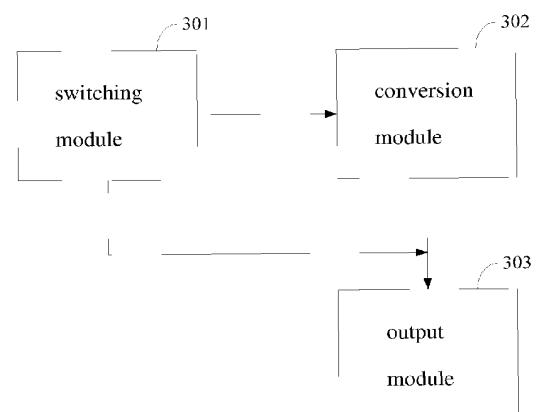 301
switching
module
302
conversion
module
303
output
module